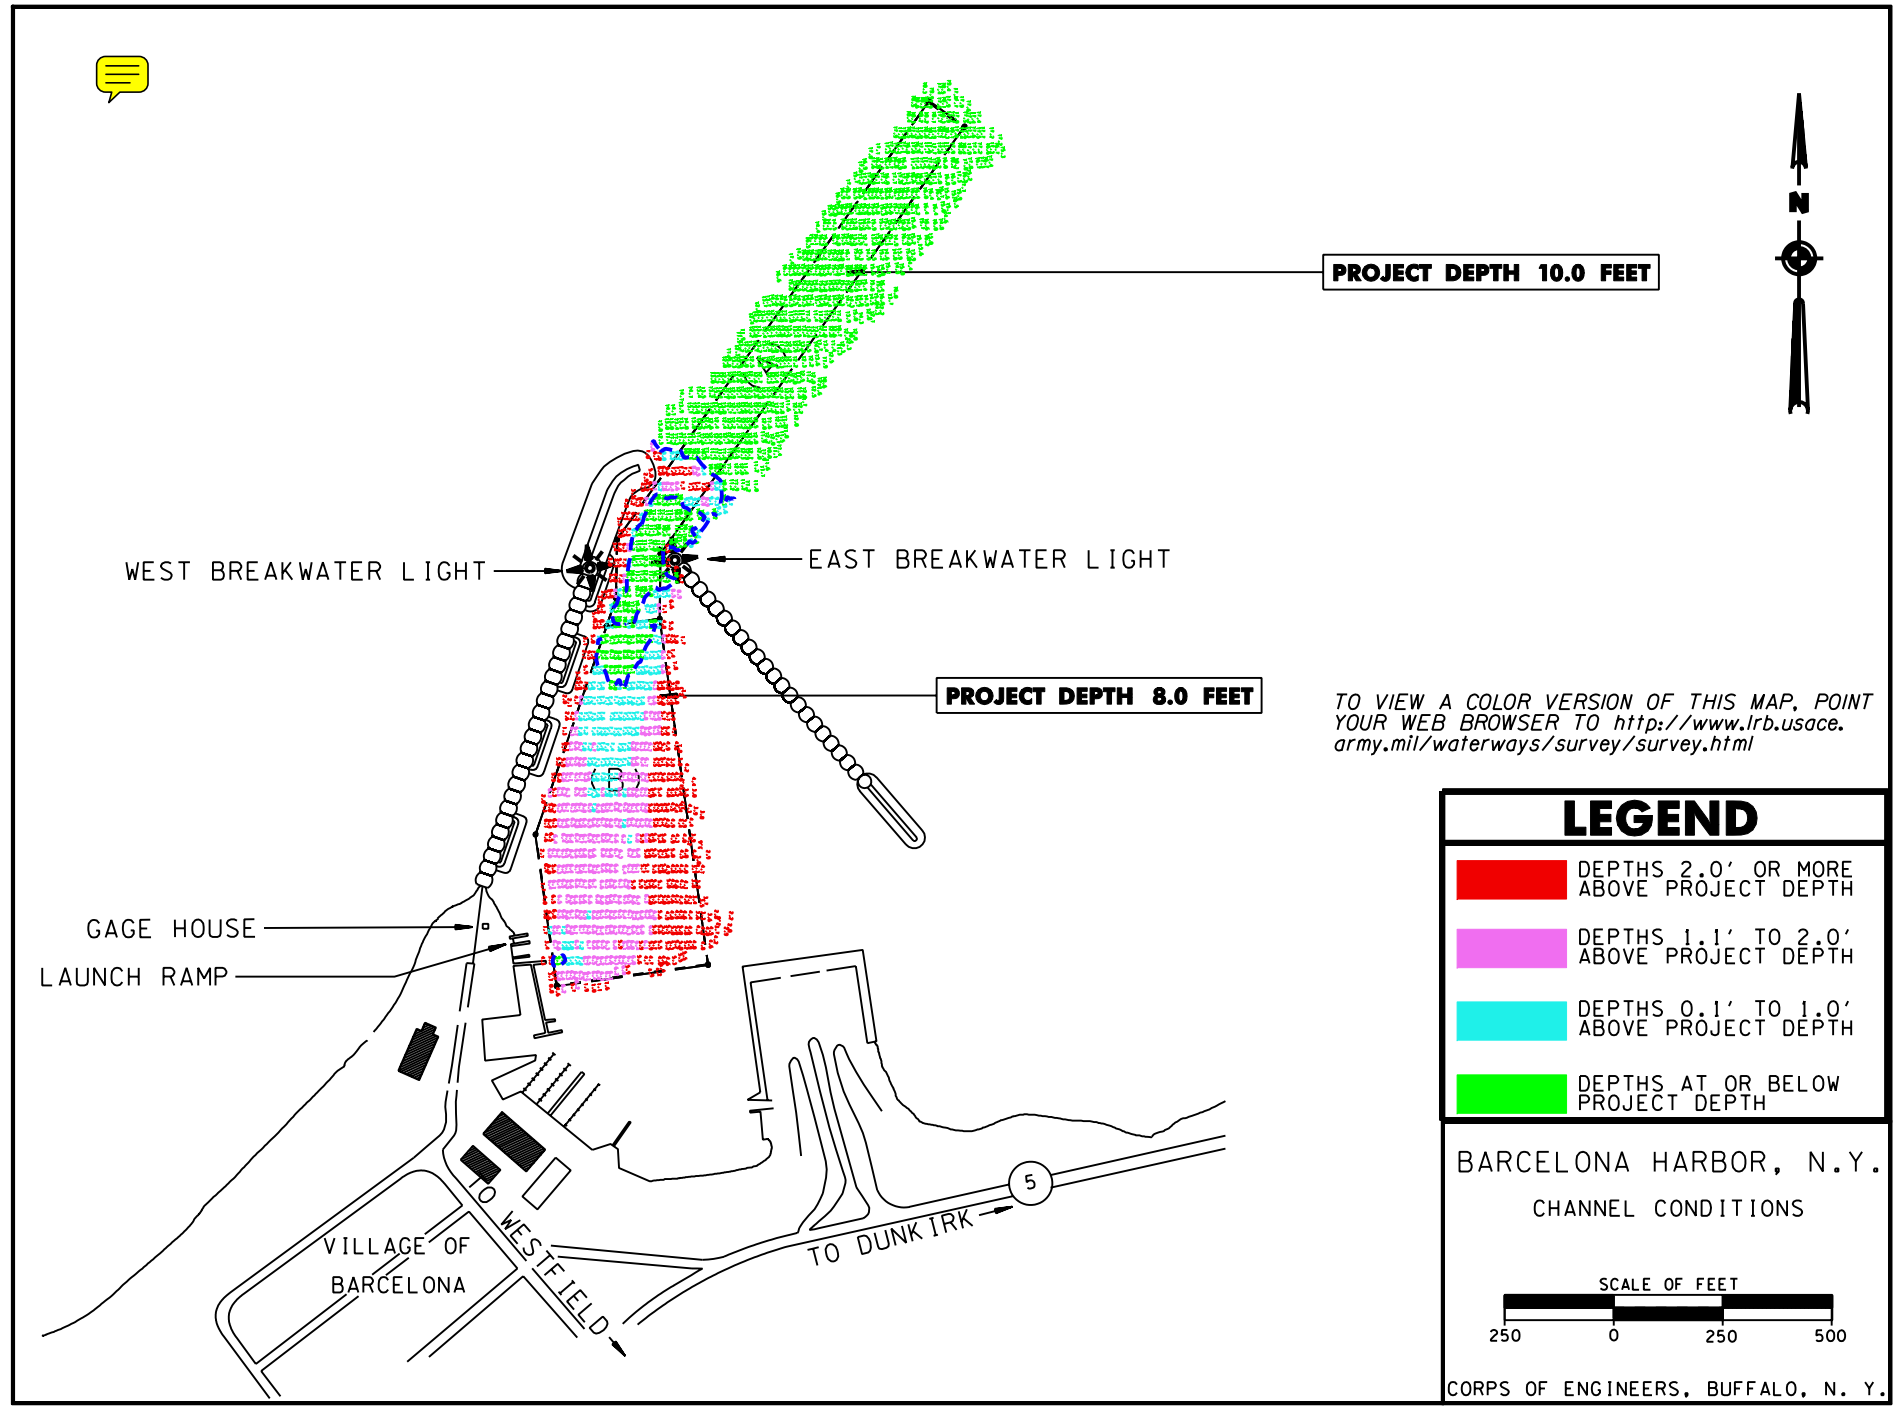 N
PROJECT DEPTH 10.0 FEET
WEST BREAKWATER LIGHT
EAST BREAKWATER LIGHT
PROJECT DEPTH 8.0 FEET
TO VIEW A COLOR VERSION OF THIS MAP, POINT
YOUR WEB BROWSER TO http://www.lrb.usace.
army.mil/waterways/survey/survey.html
(B)
GAGE HOUSE
LAUNCH RAMP
LEGEND
DEPTHS 2.0' OR MORE
ABOVE PROJECT DEPTH
DEPTHS 1.1' TO 2.0'
ABOVE PROJECT DEPTH
DEPTHS 0.1' TO 1.0'
ABOVE PROJECT DEPTH
DEPTHS AT OR BELOW
PROJECT DEPTH
5
TO DUNKIRK
TO WESTFIELD
VILLAGE OF
BARCELONA
BARCELONA HARBOR, N.Y.
CHANNEL CONDITIONS
SCALE OF FEET
250 0 250 500
CORPS OF ENGINEERS, BUFFALO, N. Y.